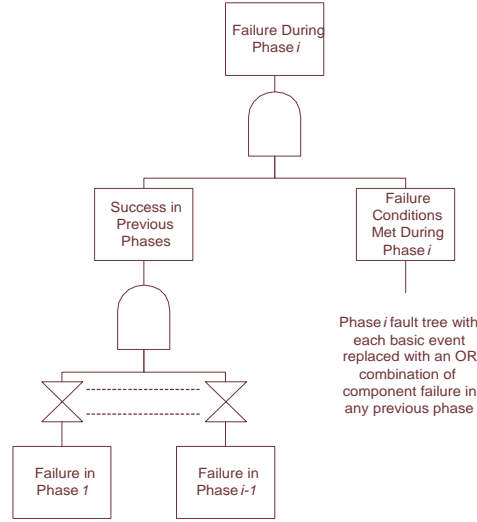 Failure During
Phase i
Success in
Previous
Phases
Failure
Conditions
Met During
Phase i
Phase i fault tree with
each basic event
replaced with an OR
combination of
component failure in
any previous phase
Failure in
Phase 1
Failure in
Phase i-1